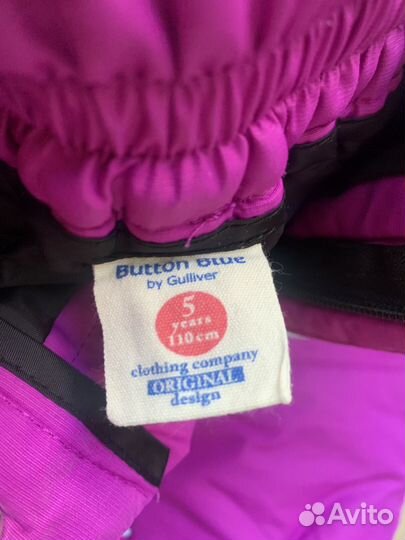 Button Blue
by Gulliver
5
years
110 cm
clothing company
ORIGINAL
design
Avito